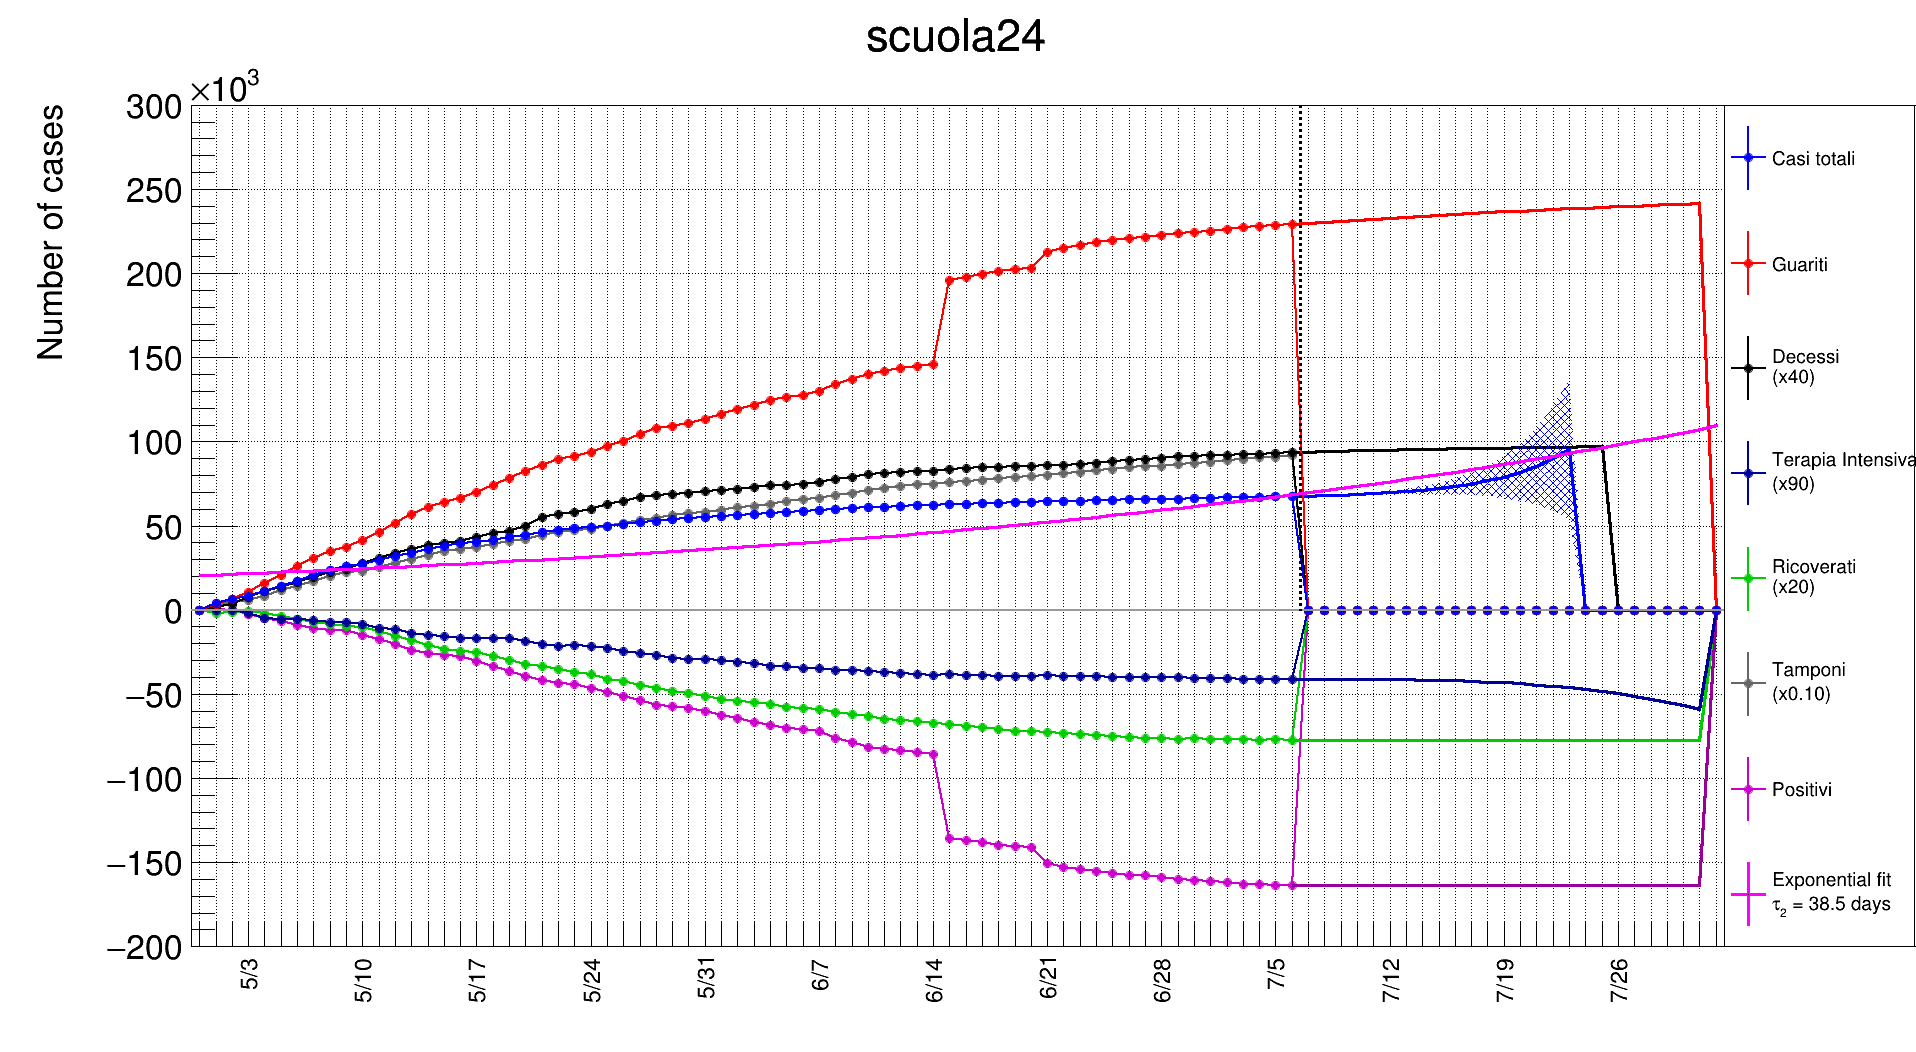 scuola24
×10³
Number of cases
300
250
200
150
100
50
0
−50
−100
−150
−200
5/3
5/10
5/17
5/24
5/31
6/7
6/14
6/21
6/28
7/5
7/12
7/19
7/26
Casi totali
Guariti
Decessi
(x40)
Terapia Intensiva
(x90)
Ricoverati
(x20)
Tamponi
(x0.10)
Positivi
Exponential fit
τ₂ = 38.5 days